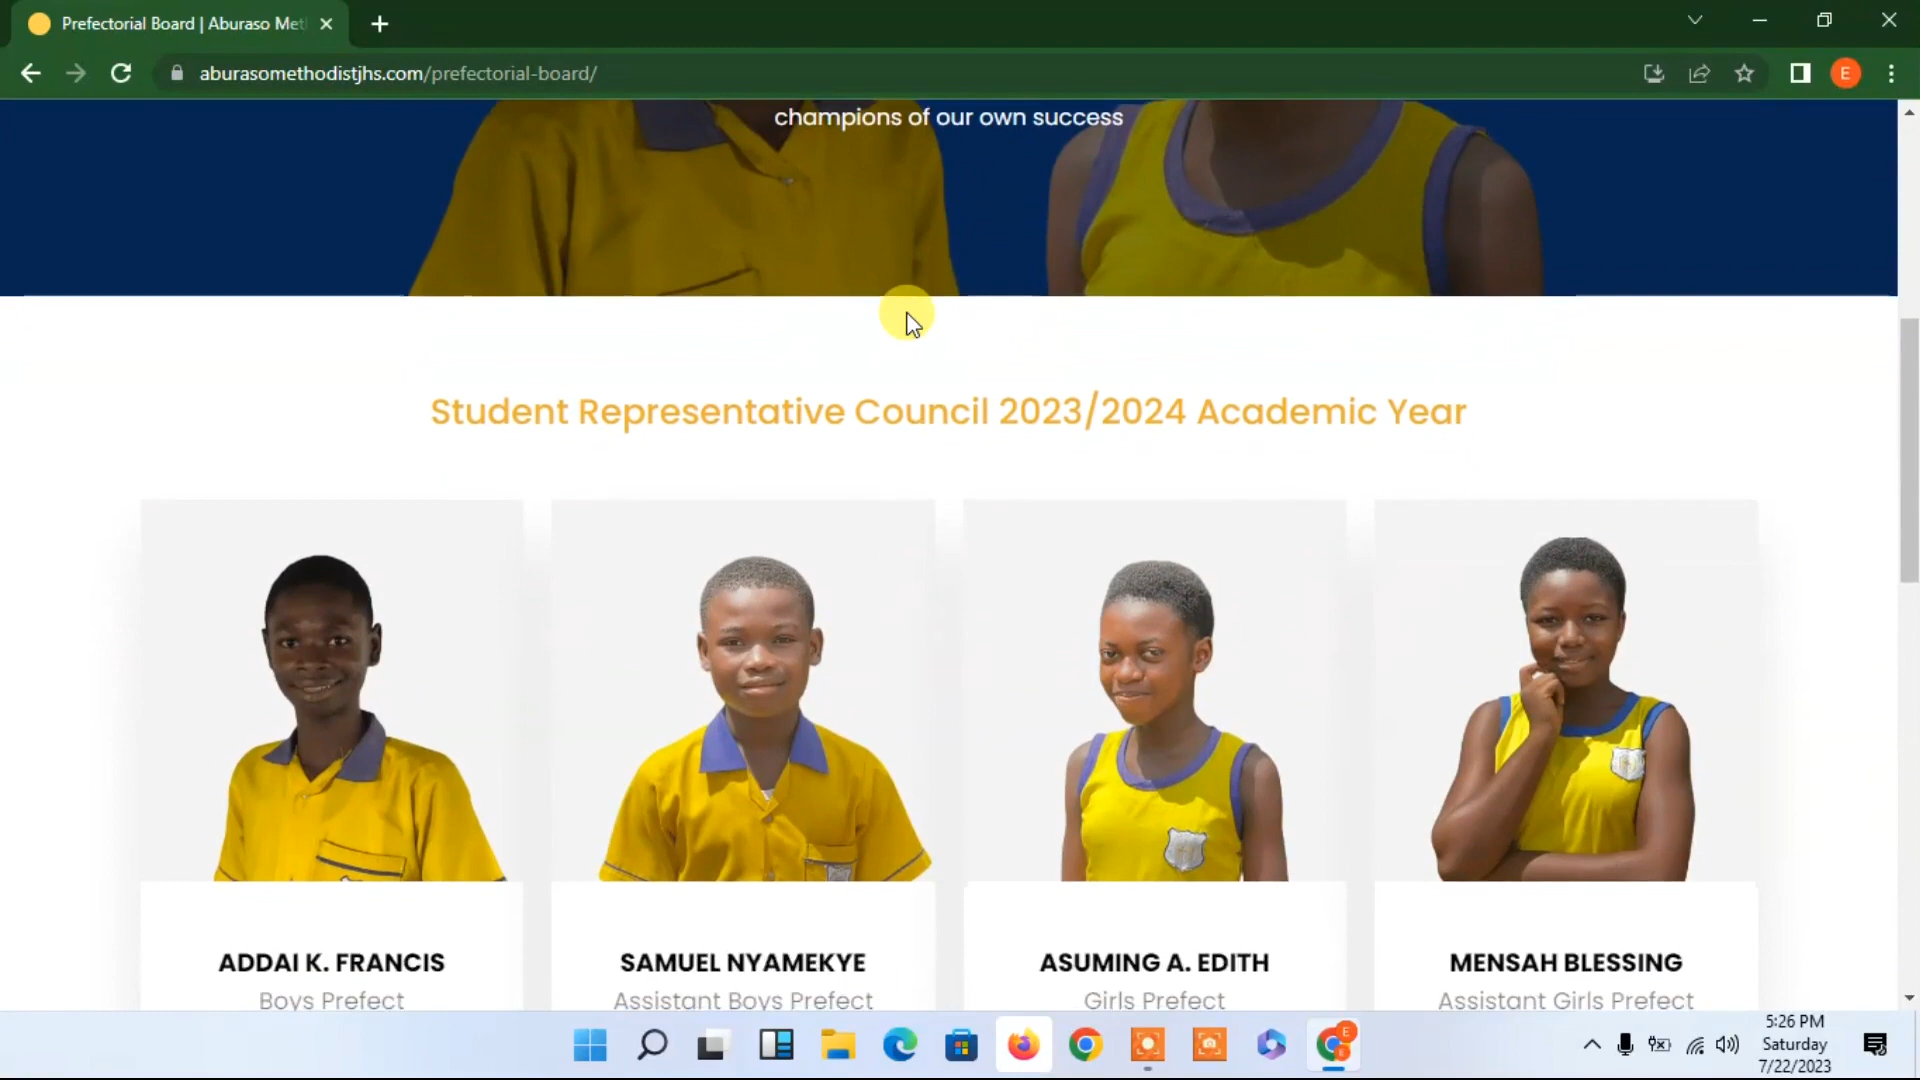 Prefectorial Board | Aburaso Met
aburasomethodistjhs.com/prefectorial-board/
E
champions of our own success
Student Representative Council 2023/2024 Academic Year
ADDAI K. FRANCIS
Boys Prefect
SAMUEL NYAMEKYE
Assistant Boys Prefect
ASUMING A. EDITH
Girls Prefect
MENSAH BLESSING
Assistant Girls Prefect
5:26 PM
Saturday
7/22/2023